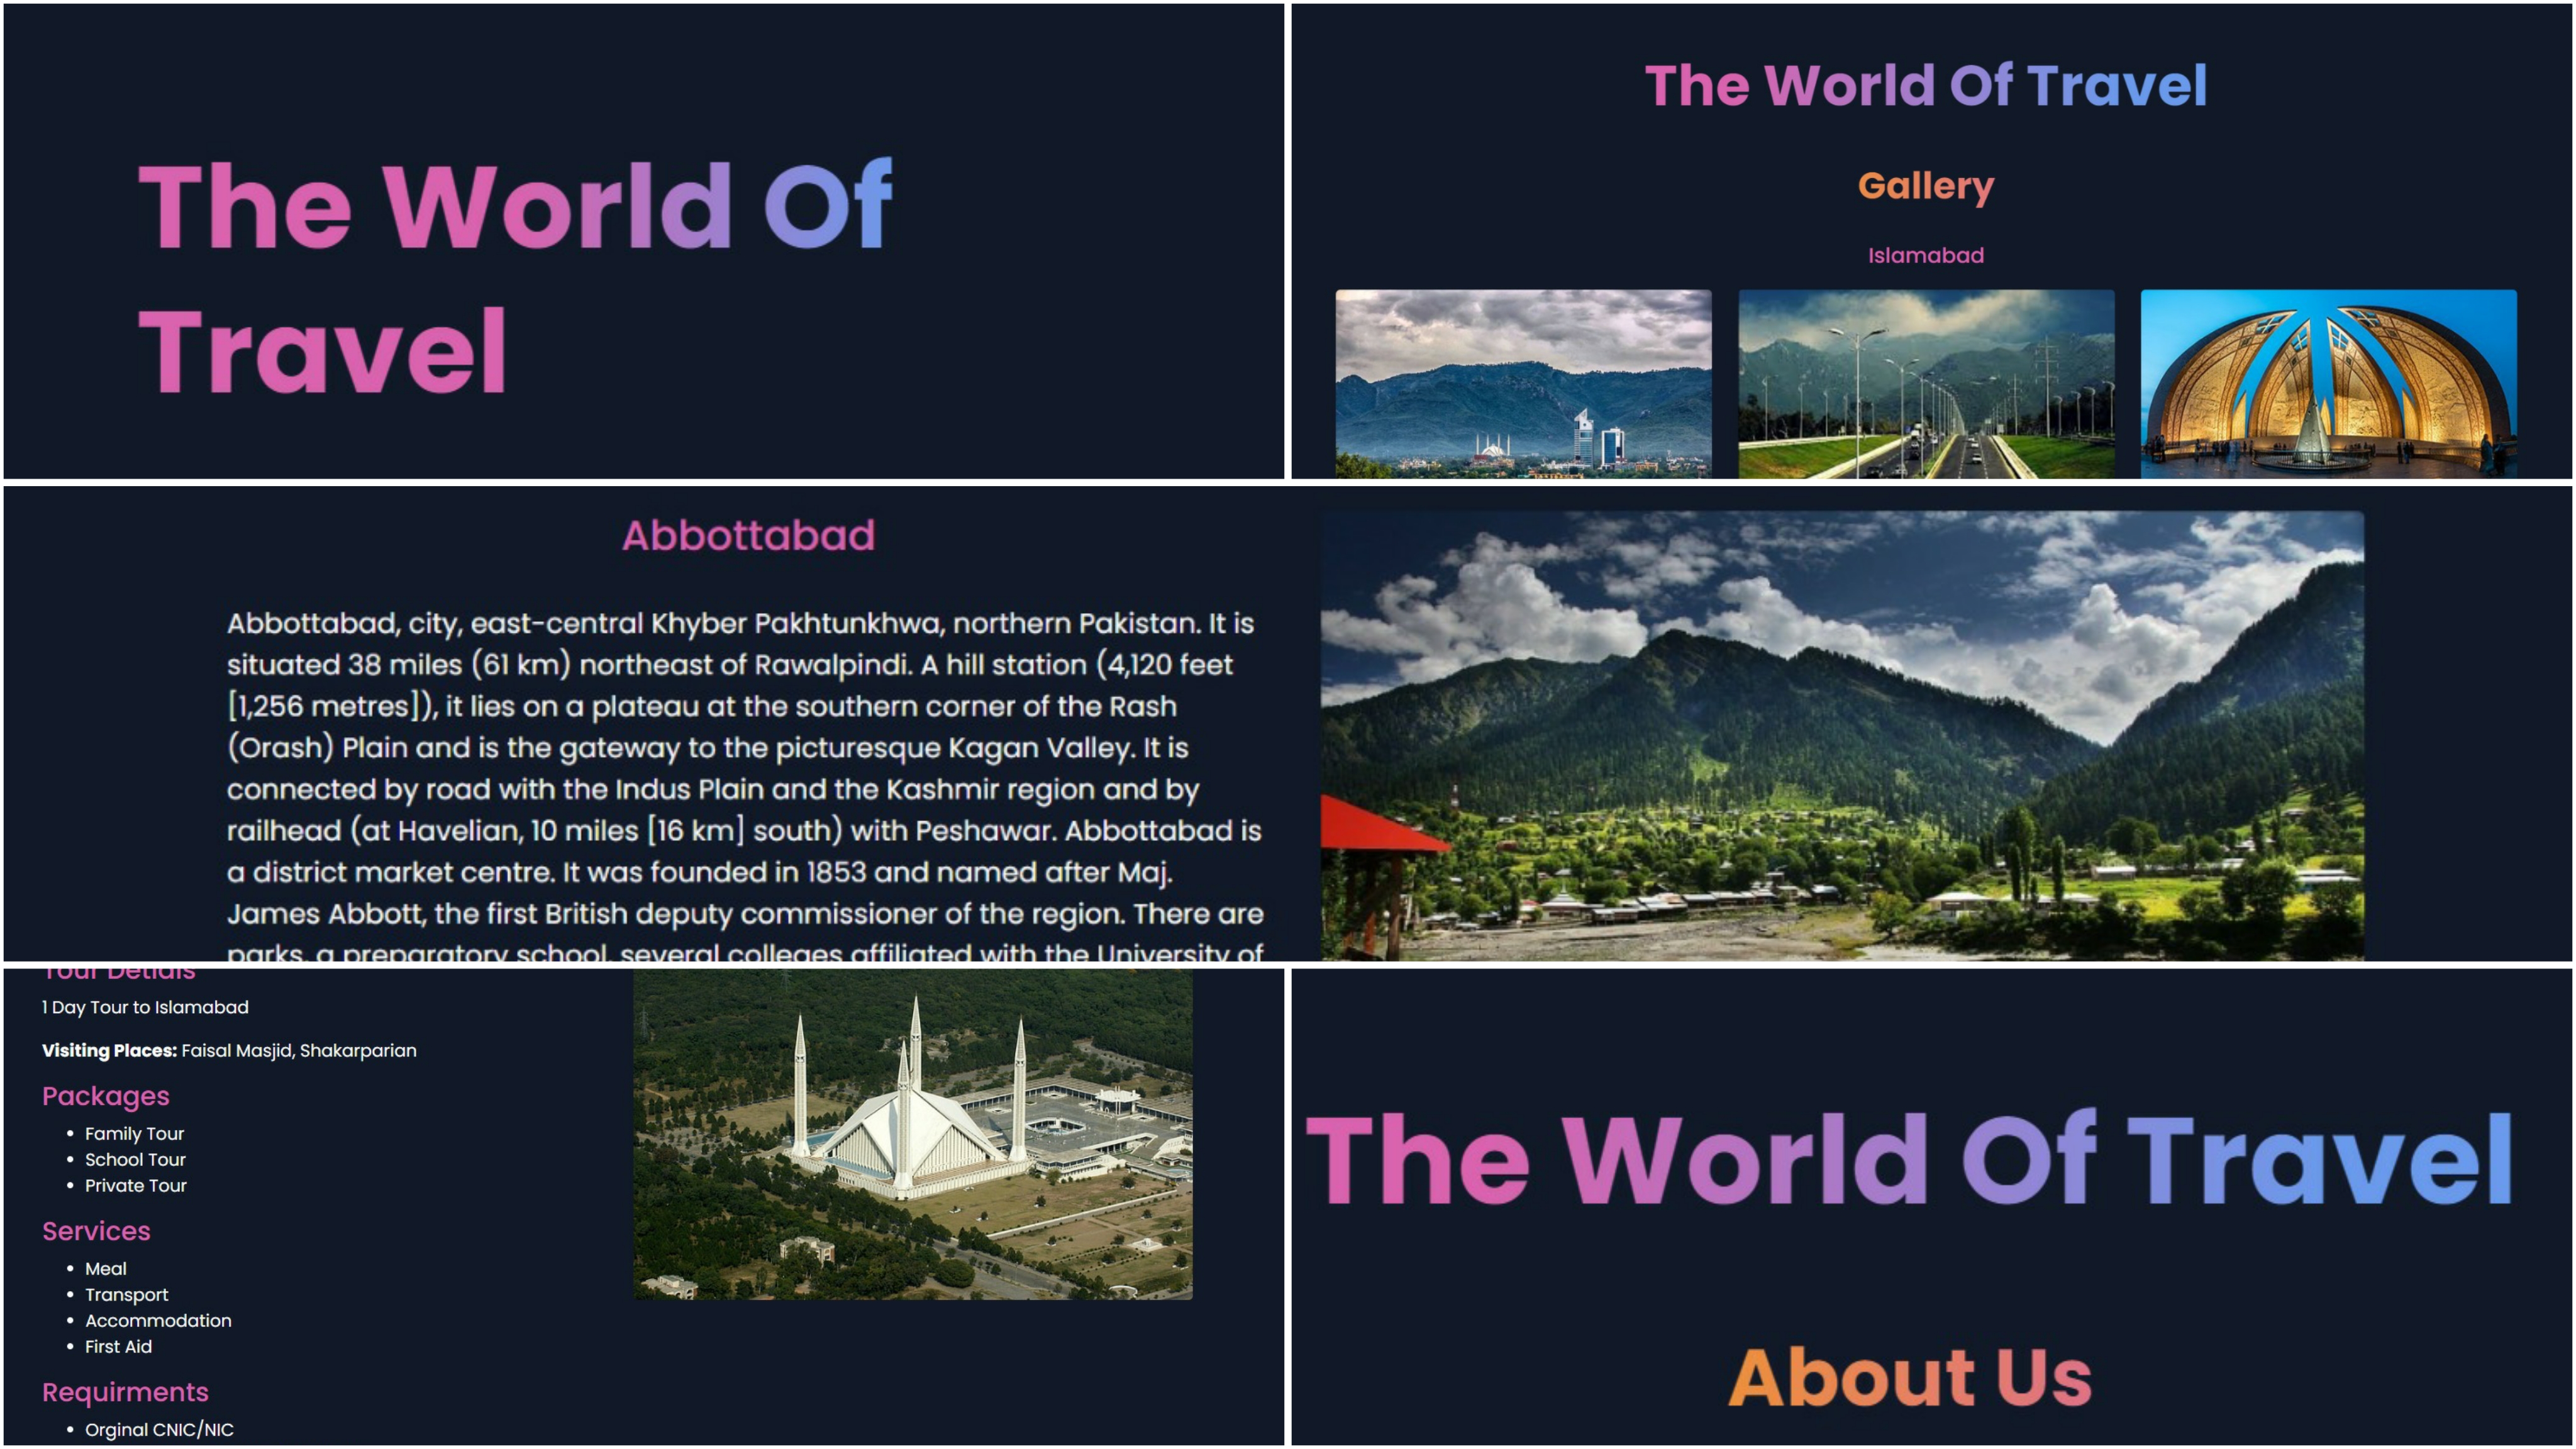 The World Of
Travel
The World Of Travel
Gallery
Islamabad
Abbottabad
Abbottabad, city, east-central Khyber Pakhtunkhwa, northern Pakistan. It is
situated 38 miles (61 km) northeast of Rawalpindi. A hill station (4,120 feet
[1,256 metres]), it lies on a plateau at the southern corner of the Rash
(Orash) Plain and is the gateway to the picturesque Kagan Valley. It is
connected by road with the Indus Plain and the Kashmir region and by
railhead (at Havelian, 10 miles [16 km] south) with Peshawar. Abbottabad is
a district market centre. It was founded in 1853 and named after Maj.
James Abbott, the first British deputy commissioner of the region. There are
parks, a preparatory school, several colleges affiliated with the University of
Tour Detials
1 Day Tour to Islamabad
Visiting Places: Faisal Masjid, Shakarparian
Packages
• Family Tour
• School Tour
• Private Tour
Services
• Meal
• Transport
• Accommodation
• First Aid
Requirments
• Orginal CNIC/NIC
The World Of Travel
About Us